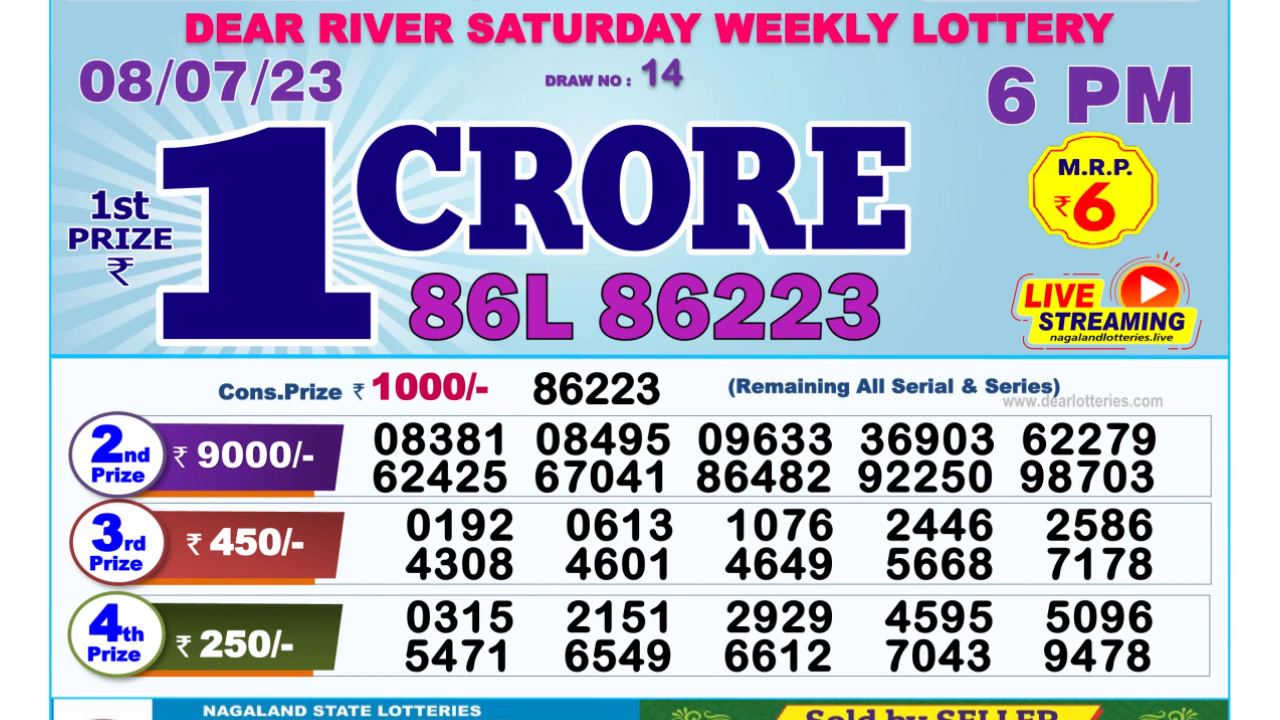 DEAR RIVER SATURDAY WEEKLY LOTTERY
08/07/23
DRAW NO : 14
6 PM
1st
PRIZE
₹
1 CRORE
M.R.P.
₹6
86L 86223
LIVE
STREAMING
nagalandlotteries.live
Cons.Prize ₹ 1000/- 86223 (Remaining All Serial & Series)
www.dearlotteries.com
2nd Prize ₹ 9000/-
08381 08495 09633 36903 62279
62425 67041 86482 92250 98703
3rd Prize ₹ 450/-
0192 0613 1076 2446 2586
4308 4601 4649 5668 7178
4th Prize ₹ 250/-
0315 2151 2929 4595 5096
5471 6549 6612 7043 9478
NAGALAND STATE LOTTERIES
Sold by SELLER